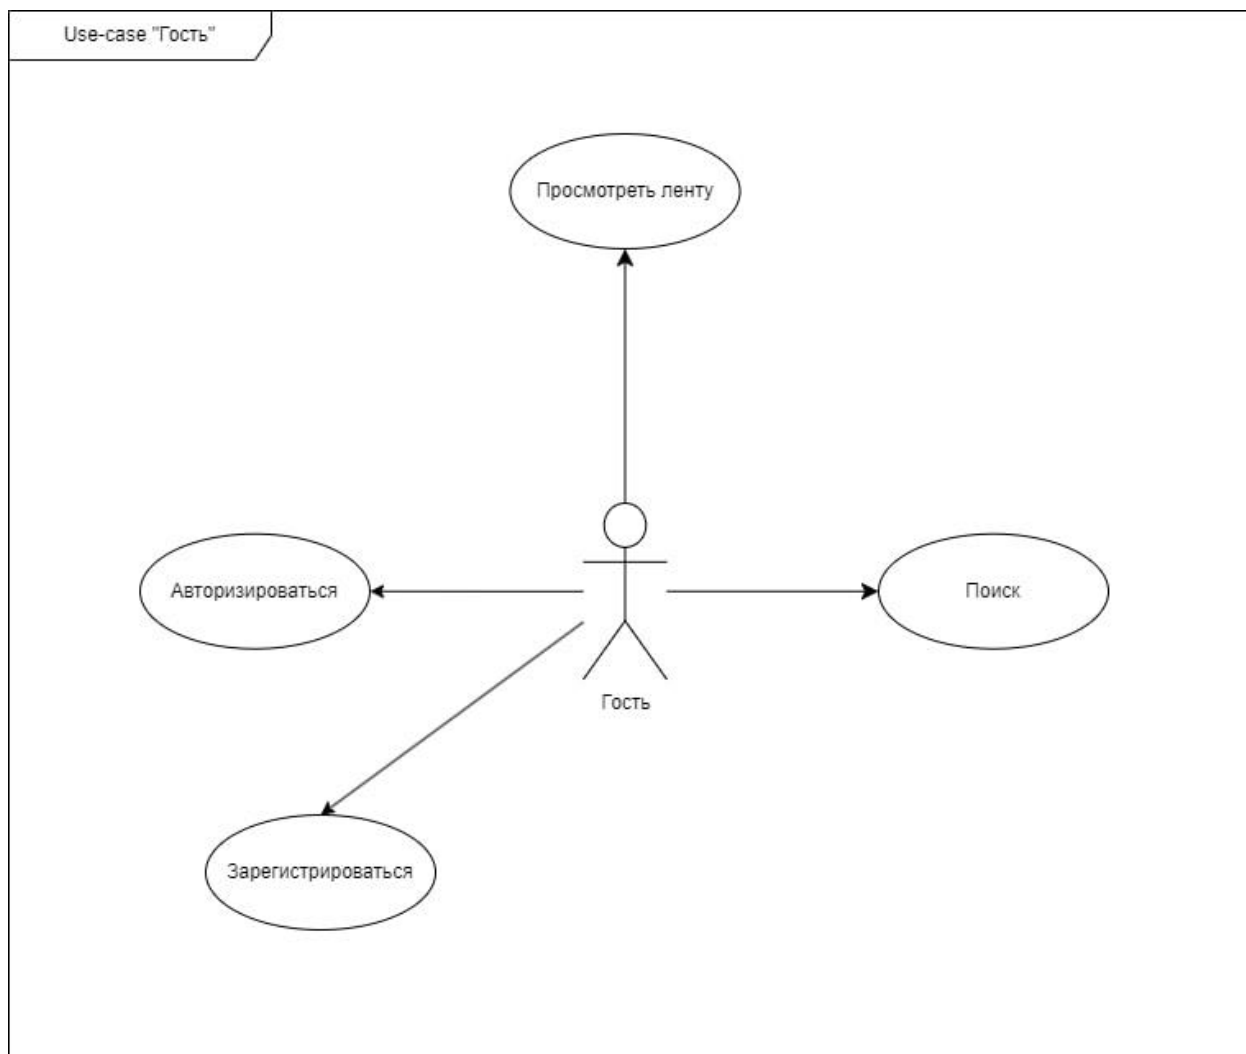 Use-case "Гость"
Просмотреть ленту
Авторизироваться
Поиск
Гость
Зарегистрироваться